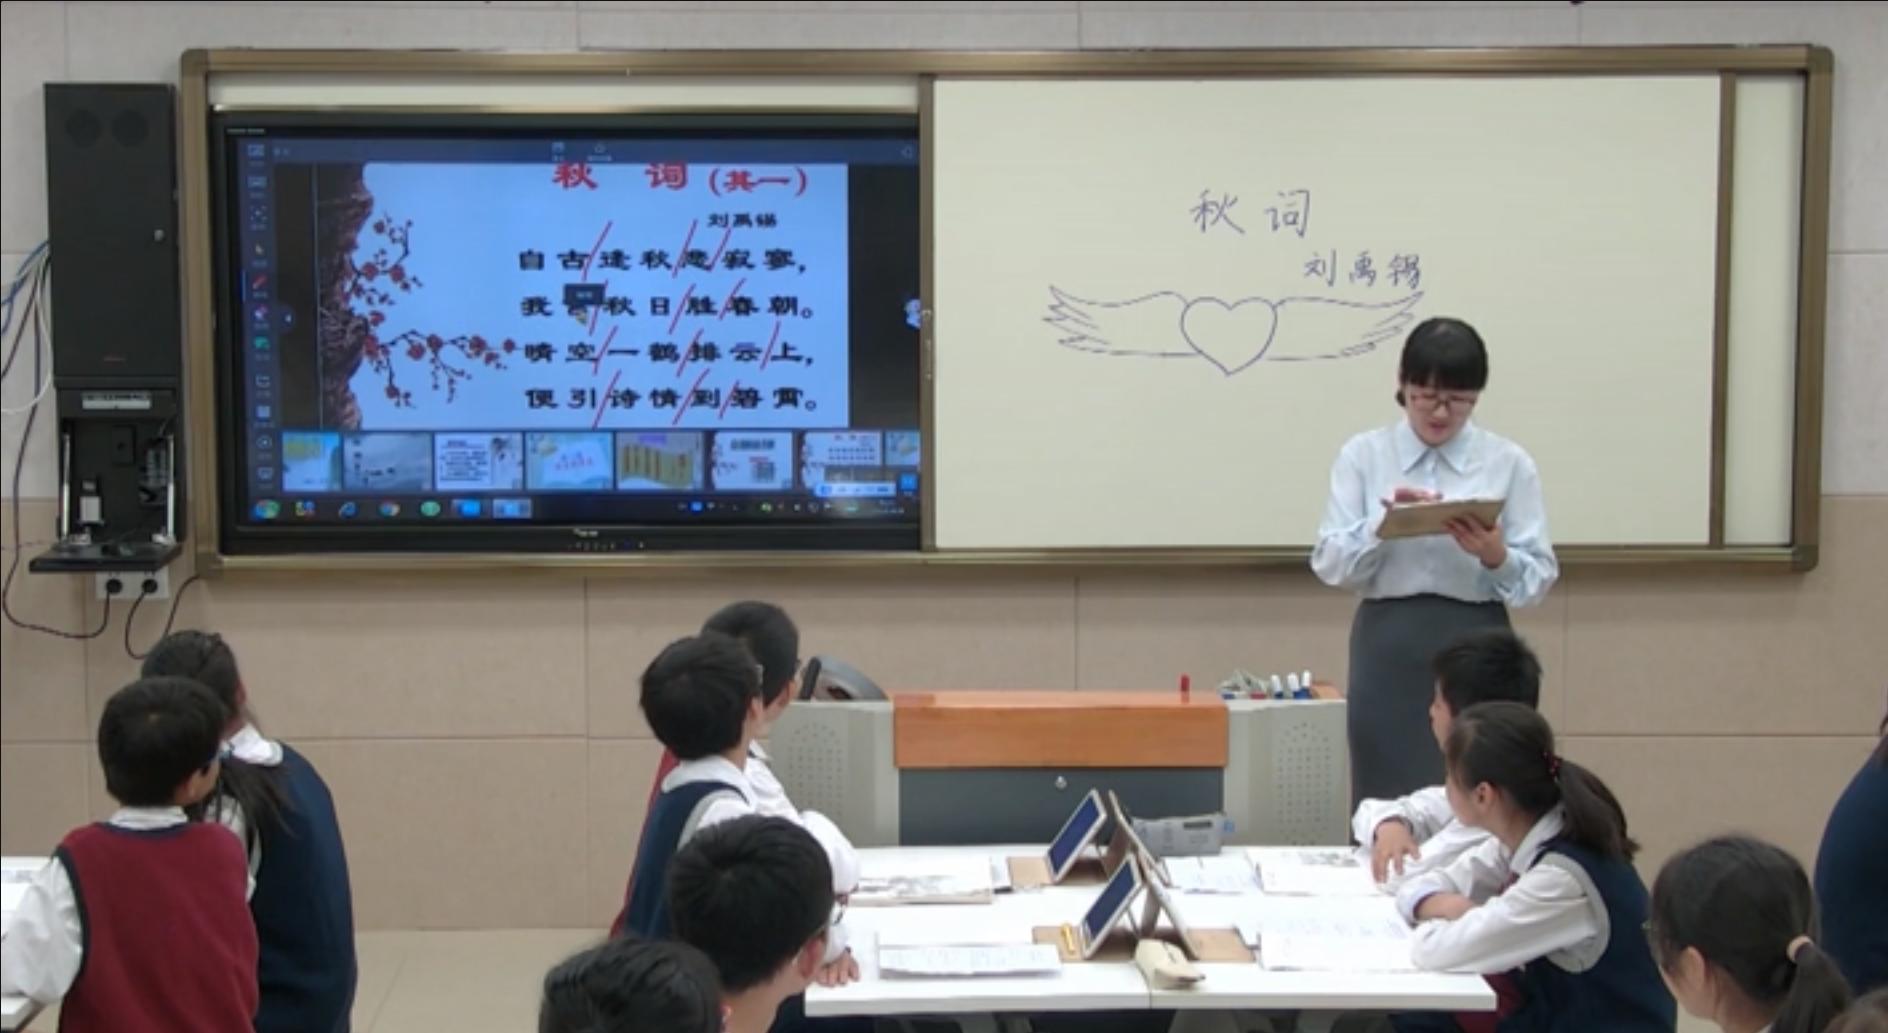 秋 词 (其一)
刘禹锡
自古逢秋悲寂寥，
我言秋日胜春朝。
晴空一鹤排云上，
便引诗情到碧霄。
秋 词
刘禹锡